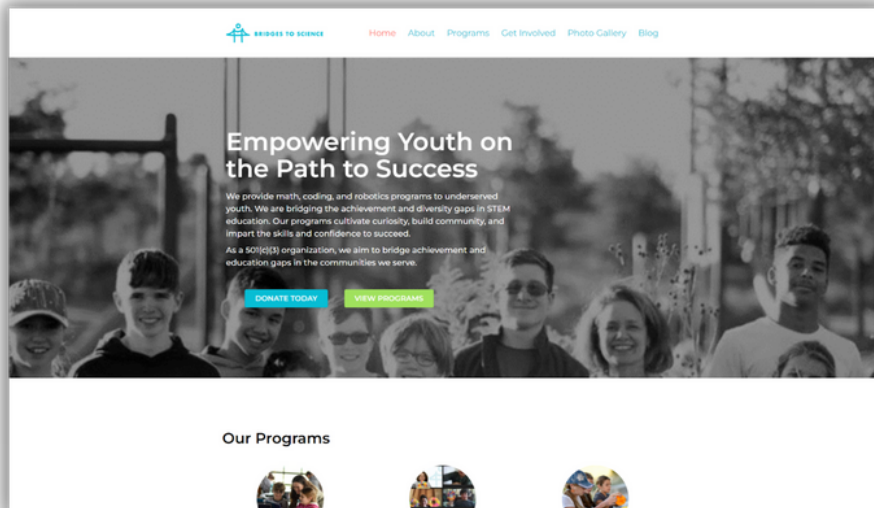 BRIDGES TO SCIENCE
Home About Programs Get Involved Photo Gallery Blog
Empowering Youth on
the Path to Success
We provide math, coding, and robotics programs to underserved
youth. We are bridging the achievement and diversity gaps in STEM
education. Our programs cultivate curiosity, build community, and
impart the skills and confidence to succeed.
As a 501(c)(3) organization, we aim to bridge achievement and
education gaps in the communities we serve.
DONATE TODAY VIEW PROGRAMS
Our Programs